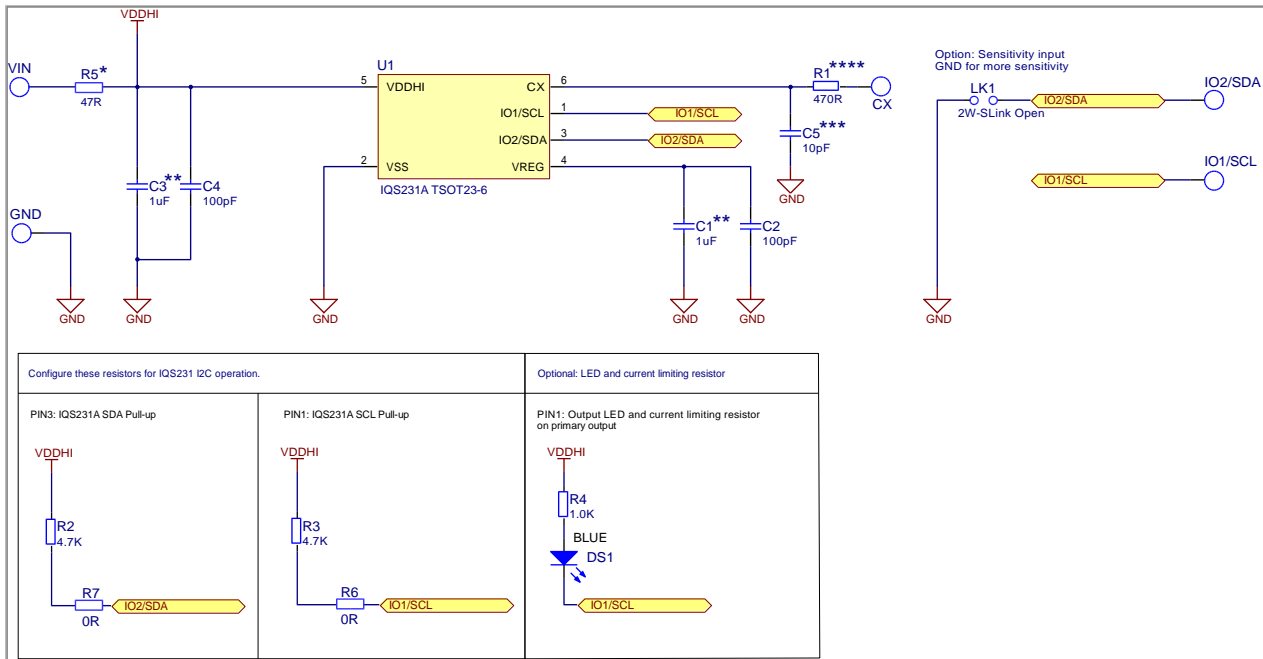 VDDHI
VIN
R5*
47R
C3**
1uF
C4
100pF
GND
GND
GND
GND
U1
5
VDDHI
2
VSS
CX
6
IO1/SCL
1
IO2/SDA
3
VREG
4
IQS231A TSOT23-6
IO1/SCL
IO2/SDA
R1****
470R
CX
C5***
10pF
GND
C1**
1uF
C2
100pF
GND
GND
Option: Sensitivity input
GND for more sensitivity
LK1
2W-SLink Open
IO2/SDA
IO2/SDA
IO1/SCL
IO1/SCL
GND
Configure these resistors for IQS231 I2C operation.
Optional: LED and current limiting resistor
PIN3: IQS231A SDA Pull-up
VDDHI
R2
4.7K
R7
0R
IO2/SDA
PIN1: IQS231A SCL Pull-up
VDDHI
R3
4.7K
R6
0R
IO1/SCL
PIN1: Output LED and current limiting resistor
on primary output
VDDHI
R4
1.0K
BLUE
DS1
IO1/SCL